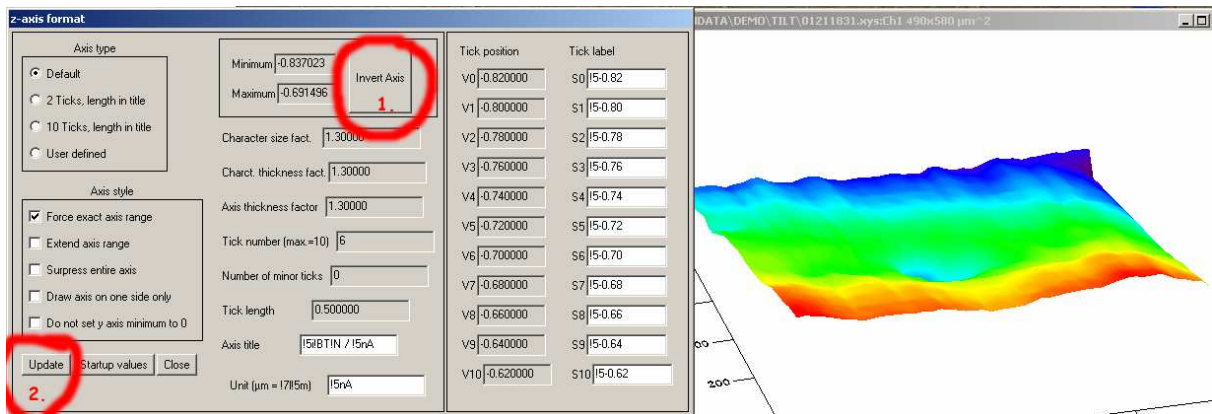 z-axis format
IDATA\DEMO\TILT\01211831.xys:Ch1 490x580 µm^2
Axis type
Default
2 Ticks, length in title
10 Ticks, length in title
User defined
Axis style
Force exact axis range
Extend axis range
Surpress entire axis
Draw axis on one side only
Do not set y axis minimum to 0
Update
Startup values
Close
2.
Minimum -0.837023
Maximum -0.691496
Invert Axis
1.
Character size fact. 1.30000
Charct. thickness fact. 1.30000
Axis thickness factor 1.30000
Tick number (max.=10) 6
Number of minor ticks 0
Tick length 0.500000
Axis title !5i!BT!N / !5nA
Unit (µm = !7l!5m) !5nA
Tick position Tick label
V0 -0.820000 S0 !5-0.82
V1 -0.800000 S1 !5-0.80
V2 -0.780000 S2 !5-0.78
V3 -0.760000 S3 !5-0.76
V4 -0.740000 S4 !5-0.74
V5 -0.720000 S5 !5-0.72
V6 -0.700000 S6 !5-0.70
V7 -0.680000 S7 !5-0.68
V8 -0.660000 S8 !5-0.66
V9 -0.640000 S9 !5-0.64
V10 -0.620000 S10 !5-0.62
200